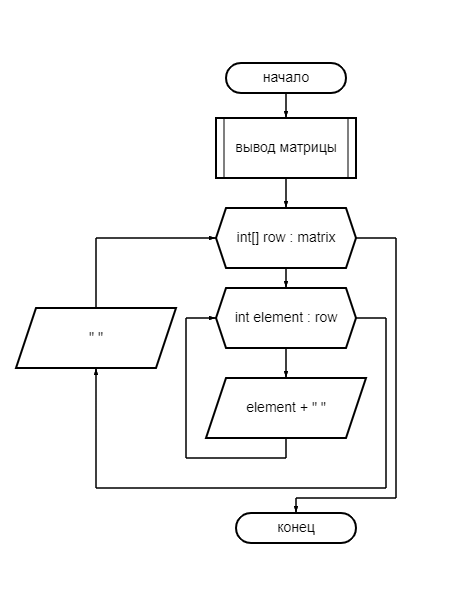 начало
вывод матрицы
int[] row : matrix
int element : row
" "
element + " "
конец